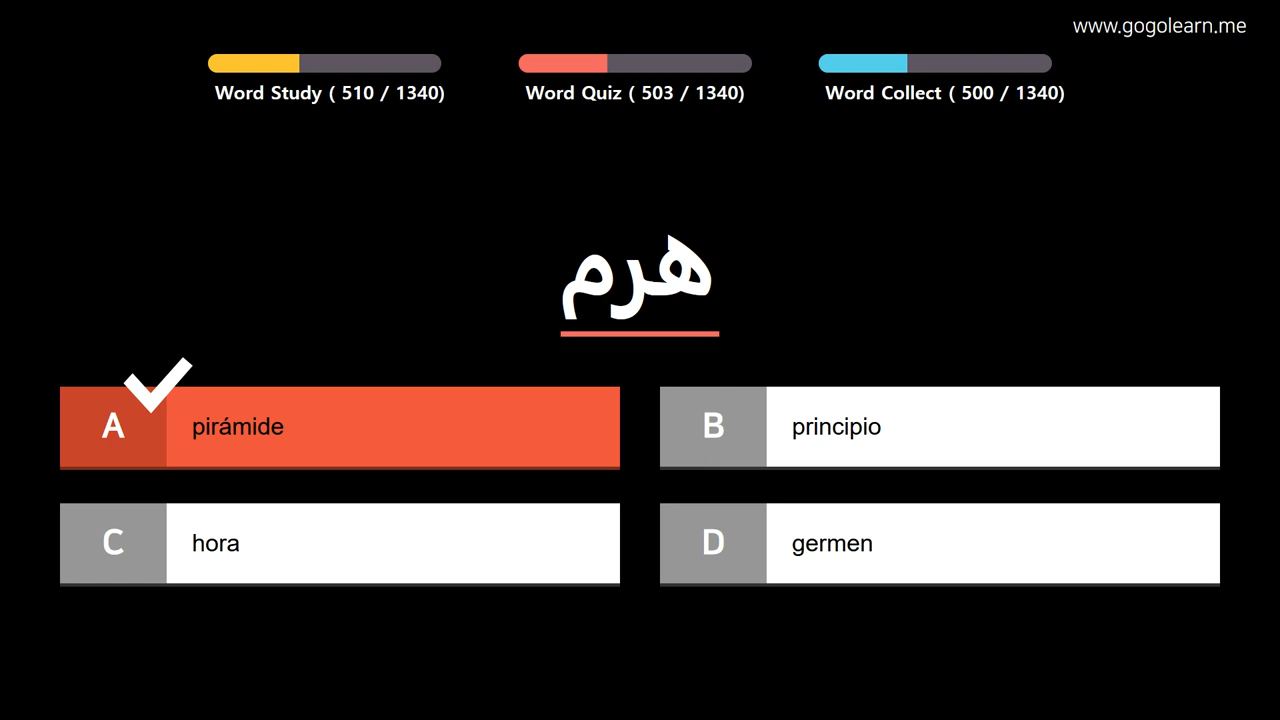 www.gogolearn.me
Word Study ( 510 / 1340)
Word Quiz ( 503 / 1340)
Word Collect ( 500 / 1340)
هرم
A
pirámide
B
principio
C
hora
D
germen